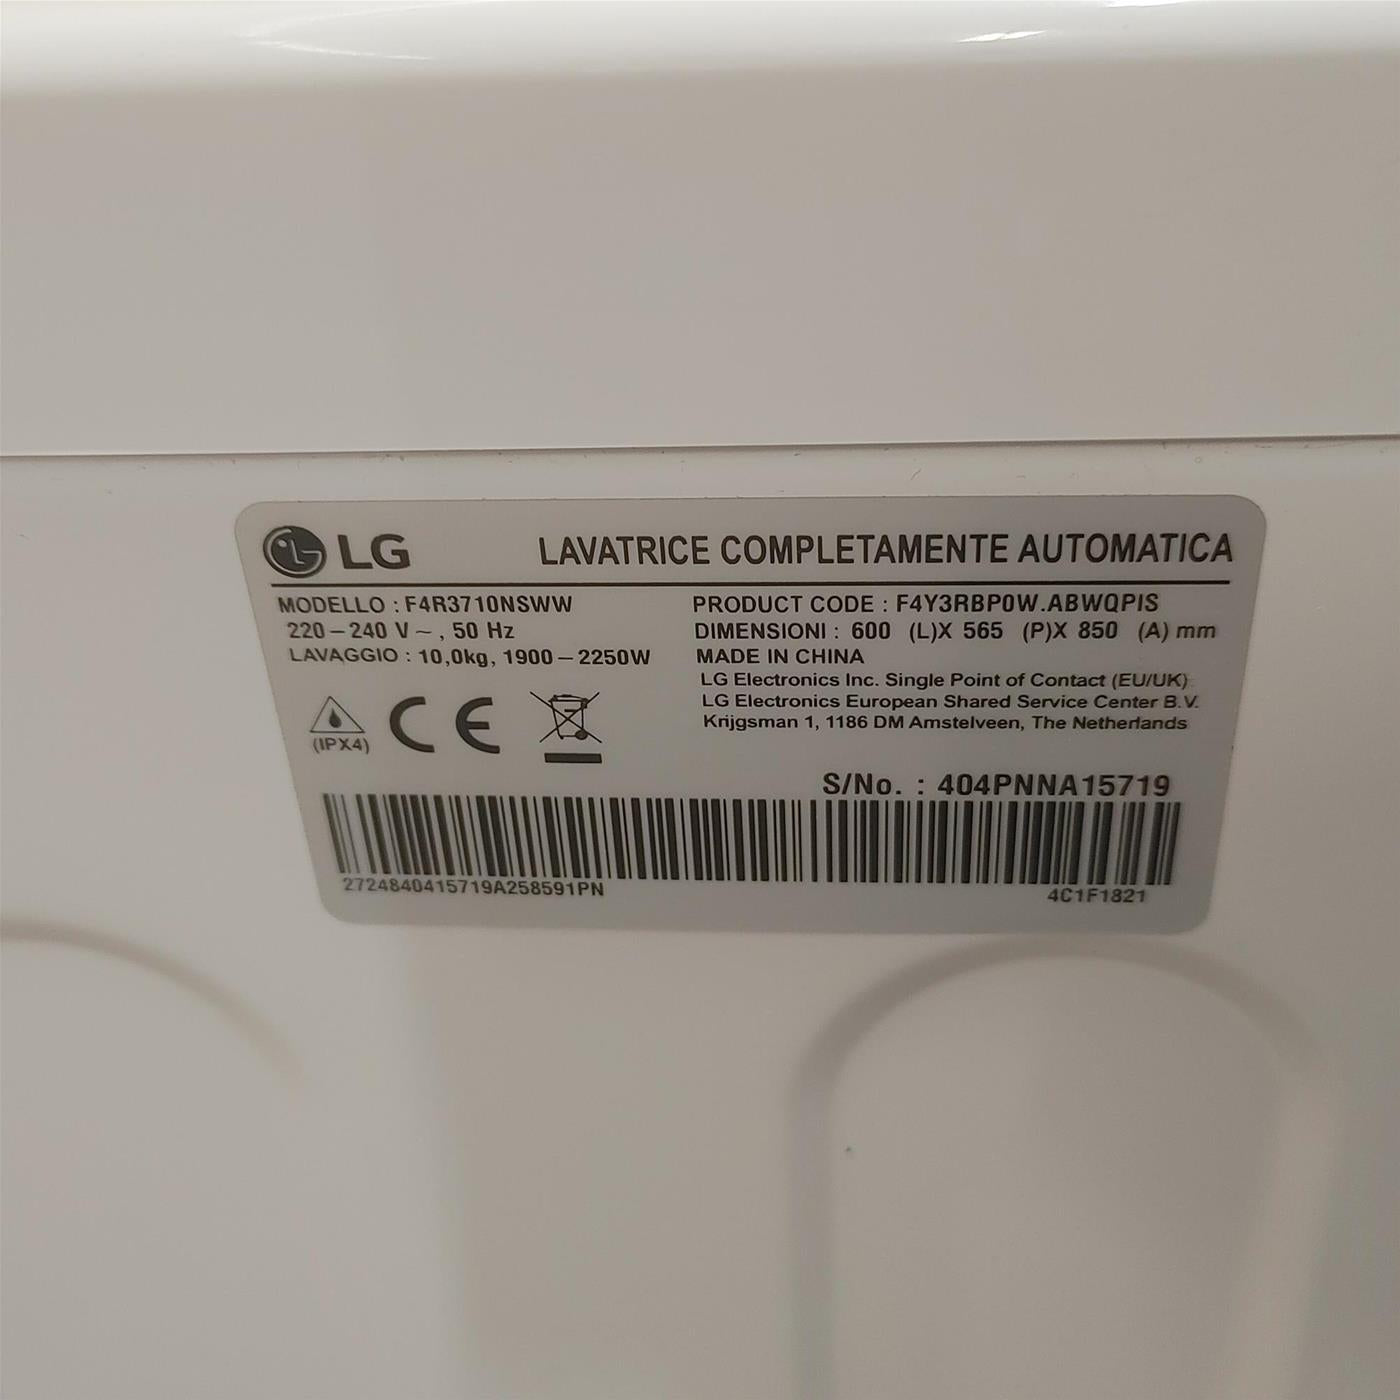 LG LAVATRICE COMPLETAMENTE AUTOMATICA
MODELLO : F4R3710NSWW
220-240 V~, 50 Hz
LAVAGGIO : 10,0kg, 1900-2250W
PRODUCT CODE : F4Y3RBP0W.ABWQPIS
DIMENSIONI : 600 (L)X 565 (P)X 850 (A) mm
MADE IN CHINA
LG Electronics Inc. Single Point of Contact (EU/UK)
LG Electronics European Shared Service Center B.V.
Krijgsman 1, 1186 DM Amstelveen, The Netherlands
(IPX4)
CE
S/No. : 404PNNA15719
2724840415719A258591PN
4C1F1821